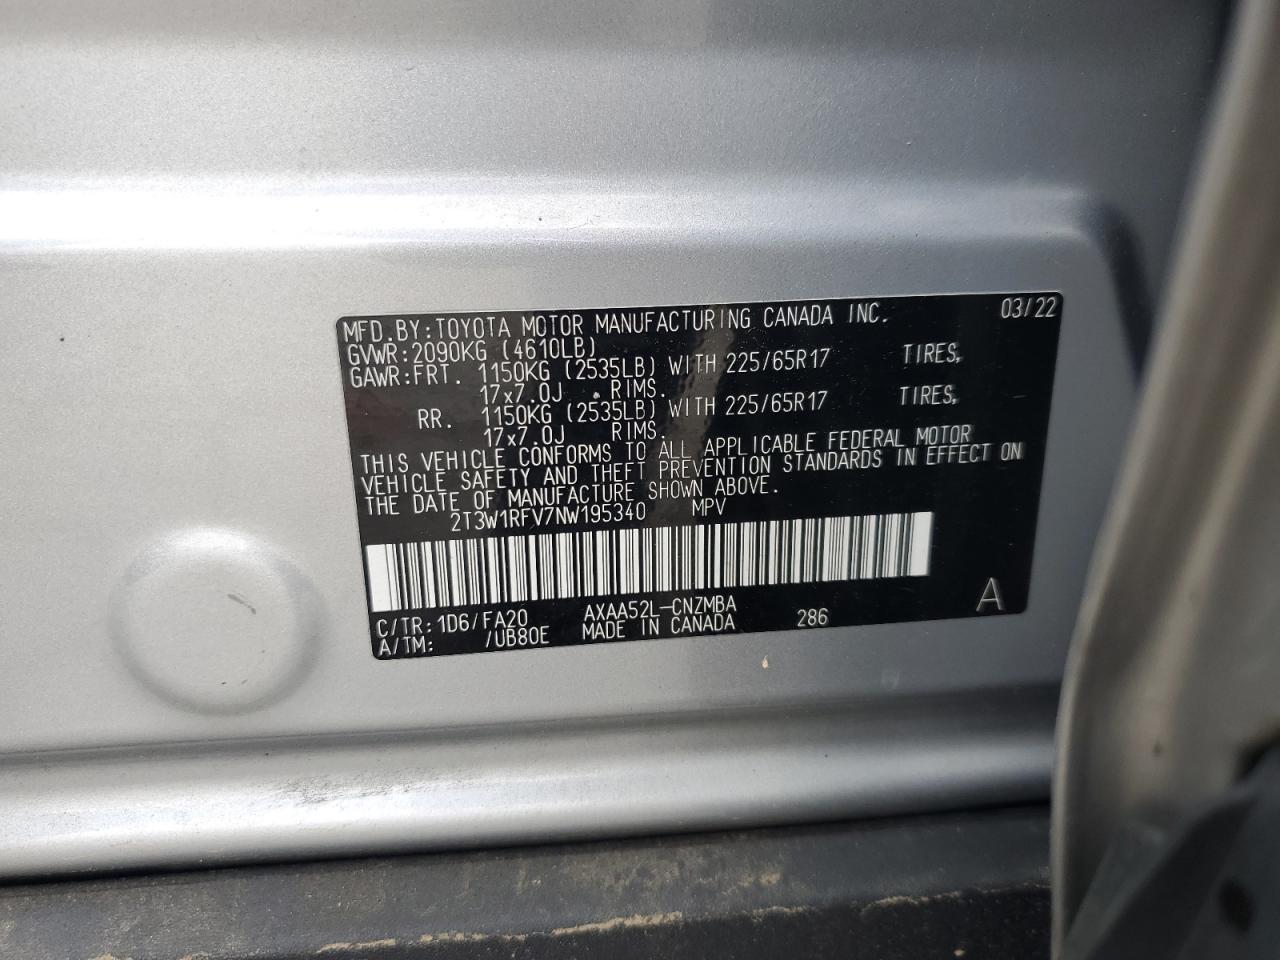 MFD.BY:TOYOTA MOTOR MANUFACTURING CANADA INC. 03/22
GVWR:2090KG (4610LB)
GAWR:FRT. 1150KG (2535LB) WITH 225/65R17 TIRES,
17x7.0J RIMS.
RR. 1150KG (2535LB) WITH 225/65R17 TIRES,
17x7.0J RIMS.
THIS VEHICLE CONFORMS TO ALL APPLICABLE FEDERAL MOTOR
VEHICLE SAFETY AND THEFT PREVENTION STANDARDS IN EFFECT ON
THE DATE OF MANUFACTURE SHOWN ABOVE.
2T3W1RFV7NW195340 MPV
C/TR:1D6/FA20 AXAA52L-CNZMBA
A/TM: /UB80E MADE IN CANADA 286 A